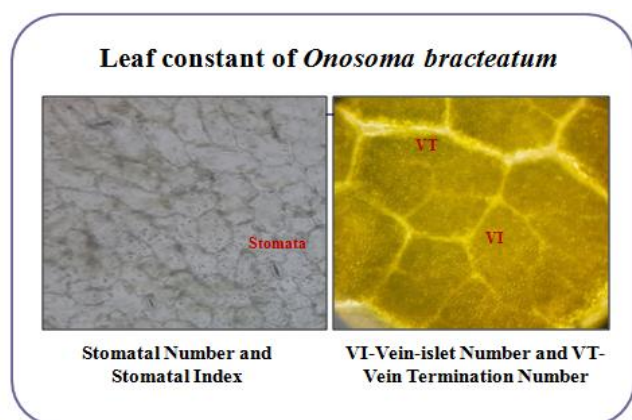 Leaf constant of Onosoma bracteatum
VT
VI
Stomata
Stomatal Number and
Stomatal Index
VI-Vein-islet Number and VT-
Vein Termination Number